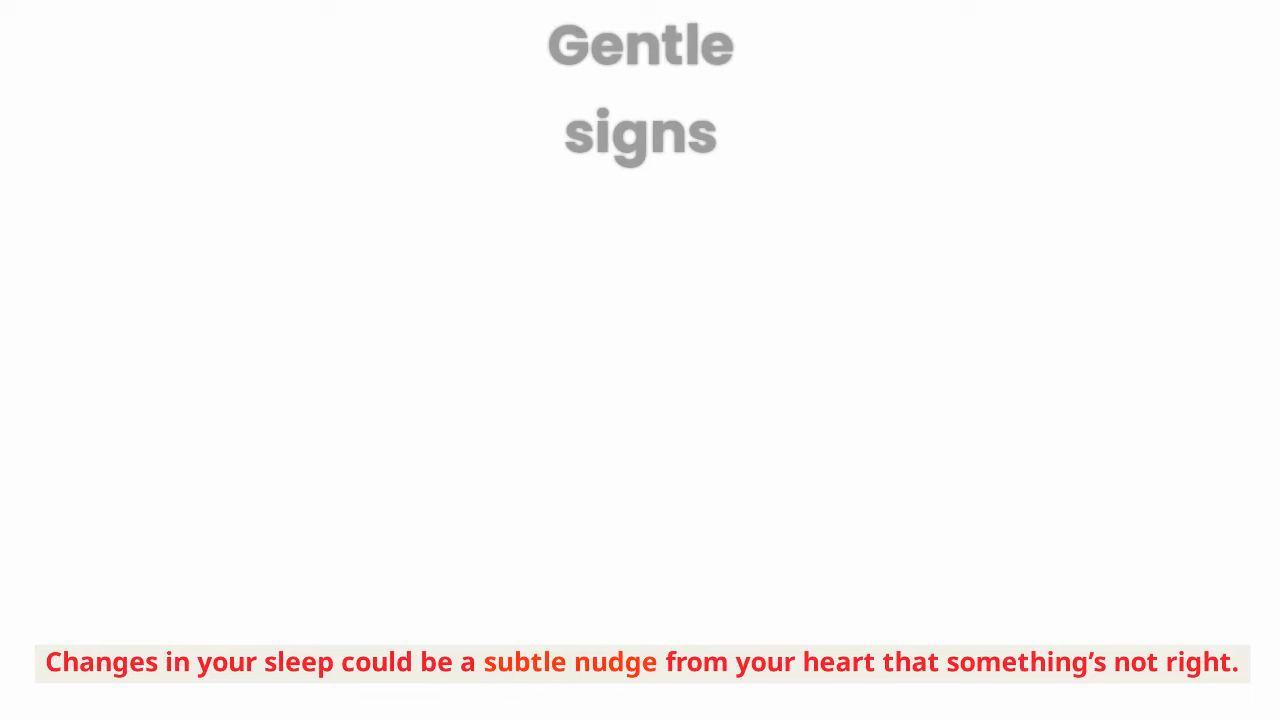 Gentle
signs
Changes in your sleep could be a subtle nudge from your heart that something’s not right.